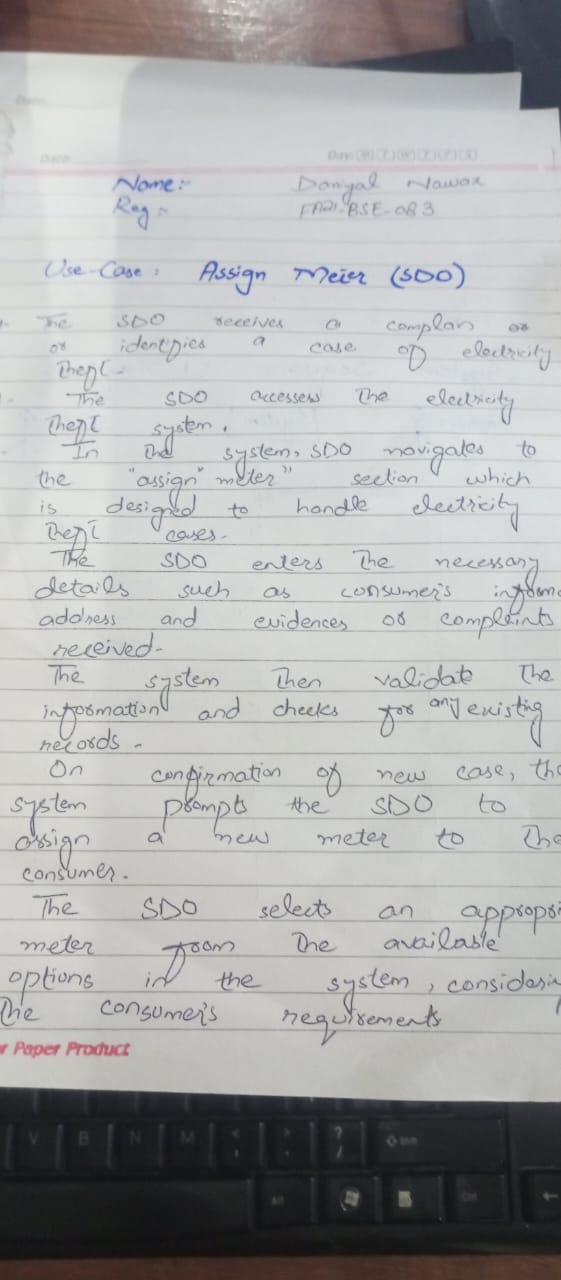 Name:- Daniyal Nawaz
Reg:- FA21-BSE-083
Use-Case: Assign Meter (SDO)
The SDO receives a complain or
or identifies a case of electricity
Theft.
The SDO accesses The electricity
Theft system.
In The system, SDO navigates to
the "assign" meter" section which
is designed to handle electricity
Theft cases.
The SDO enters The necessary
details such as consumer's inform
address and evidences or complaints
received.
The system Then validate The
information and checks for any existing
records.
On confirmation of new case, the
system prompts the SDO to
assign a new meter to The
consumer.
The SDO selects an appropri
meter from The available
options in the system, considerin
The consumer's requirements
r Paper Product
V B N M